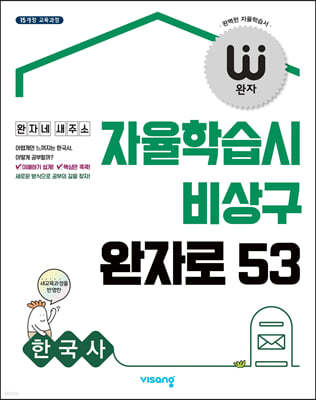 15개정 교육과정
완벽한 자율학습서
완자
완자네 새주소
어렵게만 느껴지는 한국사,
어떻게 공부할까?
✓이해하기 쉽게! ✓핵심만 콕콕!
새로운 방식으로 공부의 길을 찾자!
자율학습시
비상구
완자로 53
새교육과정을
반영한
한국사
visang